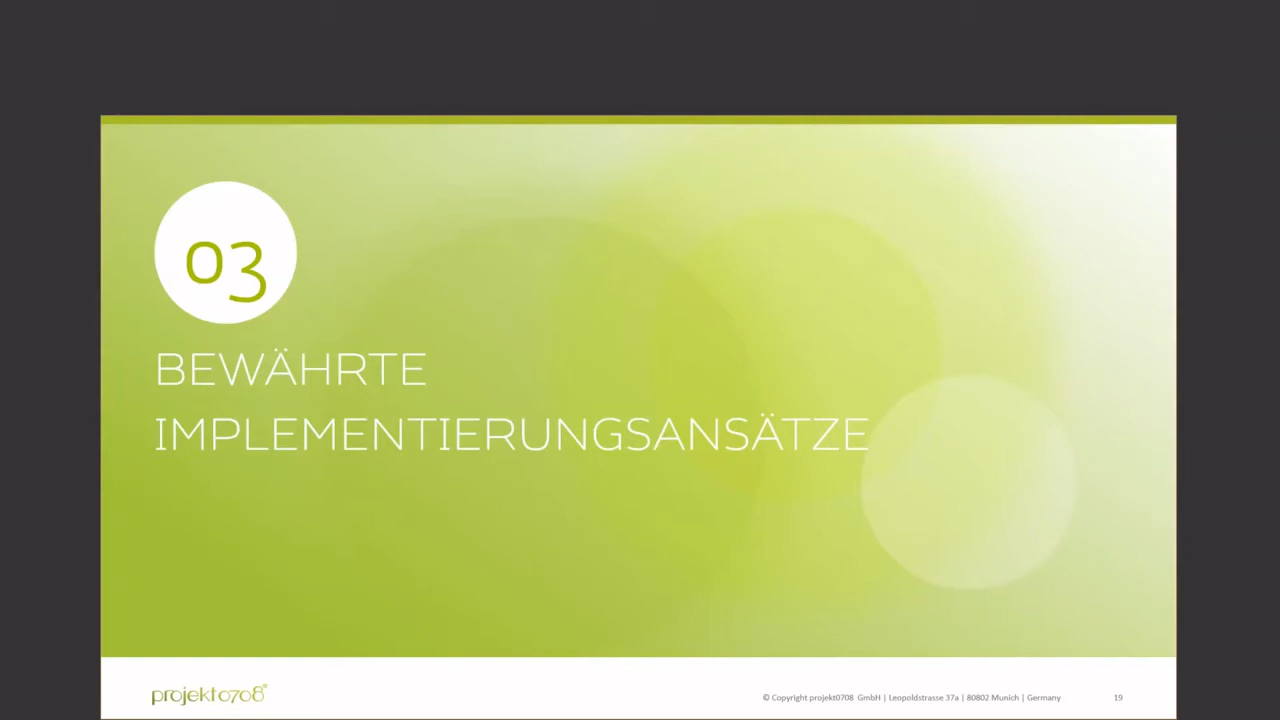 03
BEWÄHRTE
IMPLEMENTIERUNGSANSÄTZE
projekt0708®
© Copyright projekt0708 GmbH | Leopoldstrasse 37a | 80802 Munich | Germany 19